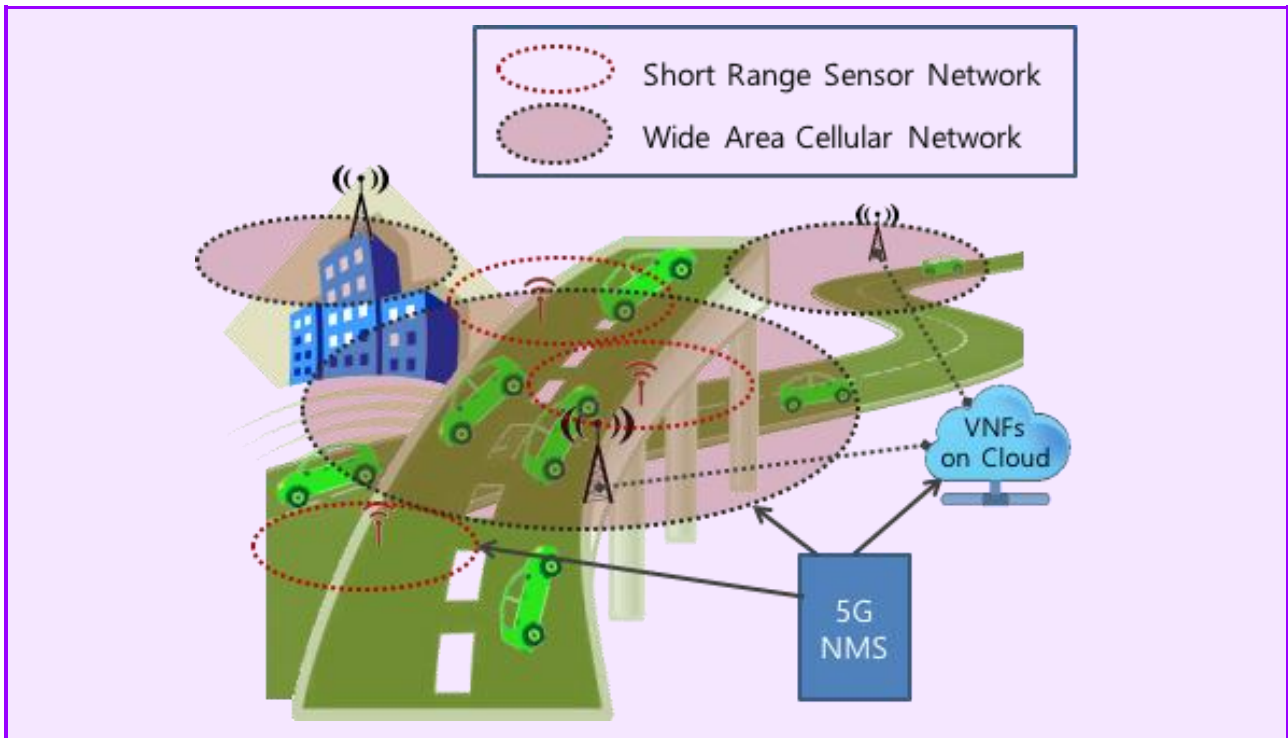 Short Range Sensor Network
Wide Area Cellular Network
VNFs
on Cloud
5G
NMS